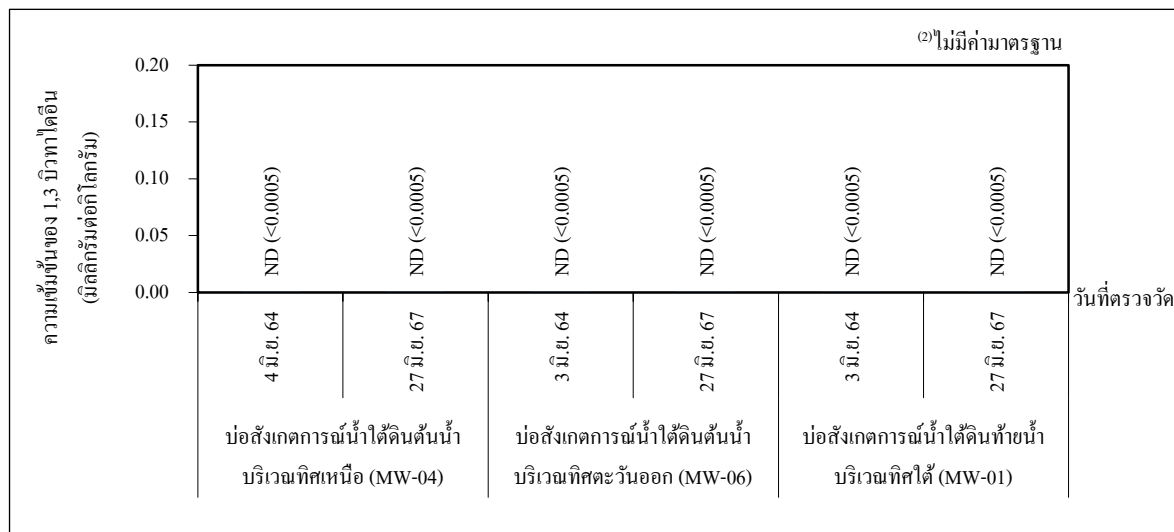 (2)ไม่มีค่ามาตรฐาน
ความเข้มข้นของ 1,3 บิวทาไดอีน
(มิลลิกรัมต่อกิโลกรัม)
0.20
0.15
0.10
0.05
0.00
ND (<0.0005)
ND (<0.0005)
ND (<0.0005)
ND (<0.0005)
ND (<0.0005)
ND (<0.0005)
วันที่ตรวจวัด
4 มิ.ย. 64
27 มิ.ย. 67
3 มิ.ย. 64
27 มิ.ย. 67
3 มิ.ย. 64
27 มิ.ย. 67
บ่อสังเกตการณ์น้ำใต้ดินต้นน้ำ
บริเวณทิศเหนือ (MW-04)
บ่อสังเกตการณ์น้ำใต้ดินต้นน้ำ
บริเวณทิศตะวันออก (MW-06)
บ่อสังเกตการณ์น้ำใต้ดินท้ายน้ำ
บริเวณทิศใต้ (MW-01)